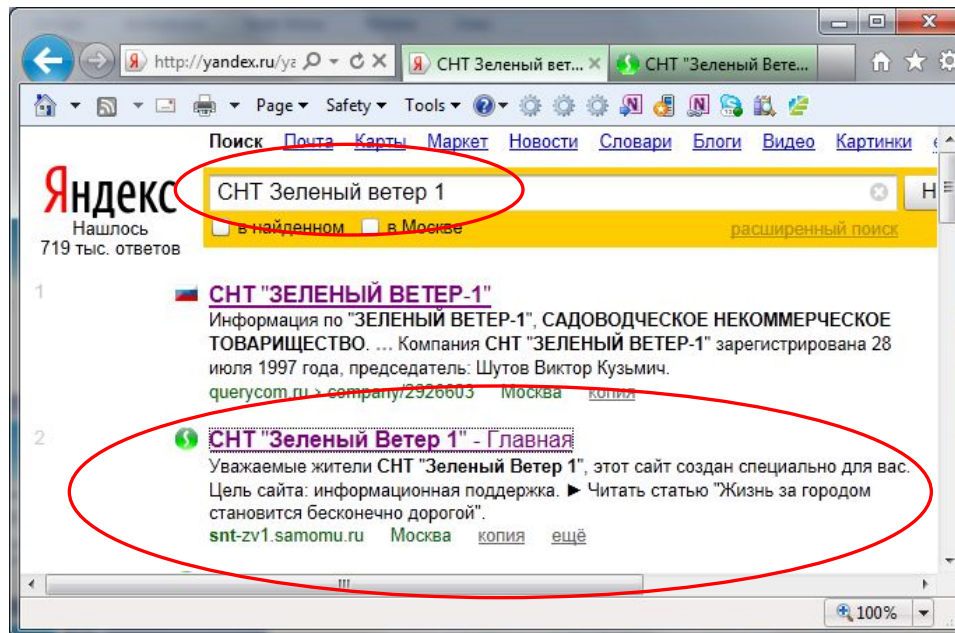 http://yandex.ru/ya
СНТ Зеленый вет...
СНТ "Зеленый Вете...
Page Safety Tools
Поиск Почта Карты Маркет Новости Словари Блоги Видео Картинки
Яндекс
СНТ Зеленый ветер 1
Н
Нашлось
719 тыс. ответов
в найденном в Москве расширенный поиск
1
СНТ "ЗЕЛЕНЫЙ ВЕТЕР-1"
Информация по "ЗЕЛЕНЫЙ ВЕТЕР-1", САДОВОДЧЕСКОЕ НЕКОММЕРЧЕСКОЕ
ТОВАРИЩЕСТВО. ... Компания СНТ "ЗЕЛЕНЫЙ ВЕТЕР-1" зарегистрирована 28
июля 1997 года, председатель: Шутов Виктор Кузьмич.
querycom.ru › company/2926603 Москва копия
2
СНТ "Зеленый Ветер 1" - Главная
Уважаемые жители СНТ "Зеленый Ветер 1", этот сайт создан специально для вас.
Цель сайта: информационная поддержка. ► Читать статью "Жизнь за городом
становится бесконечно дорогой".
snt-zv1.samomu.ru Москва копия ещё
100%